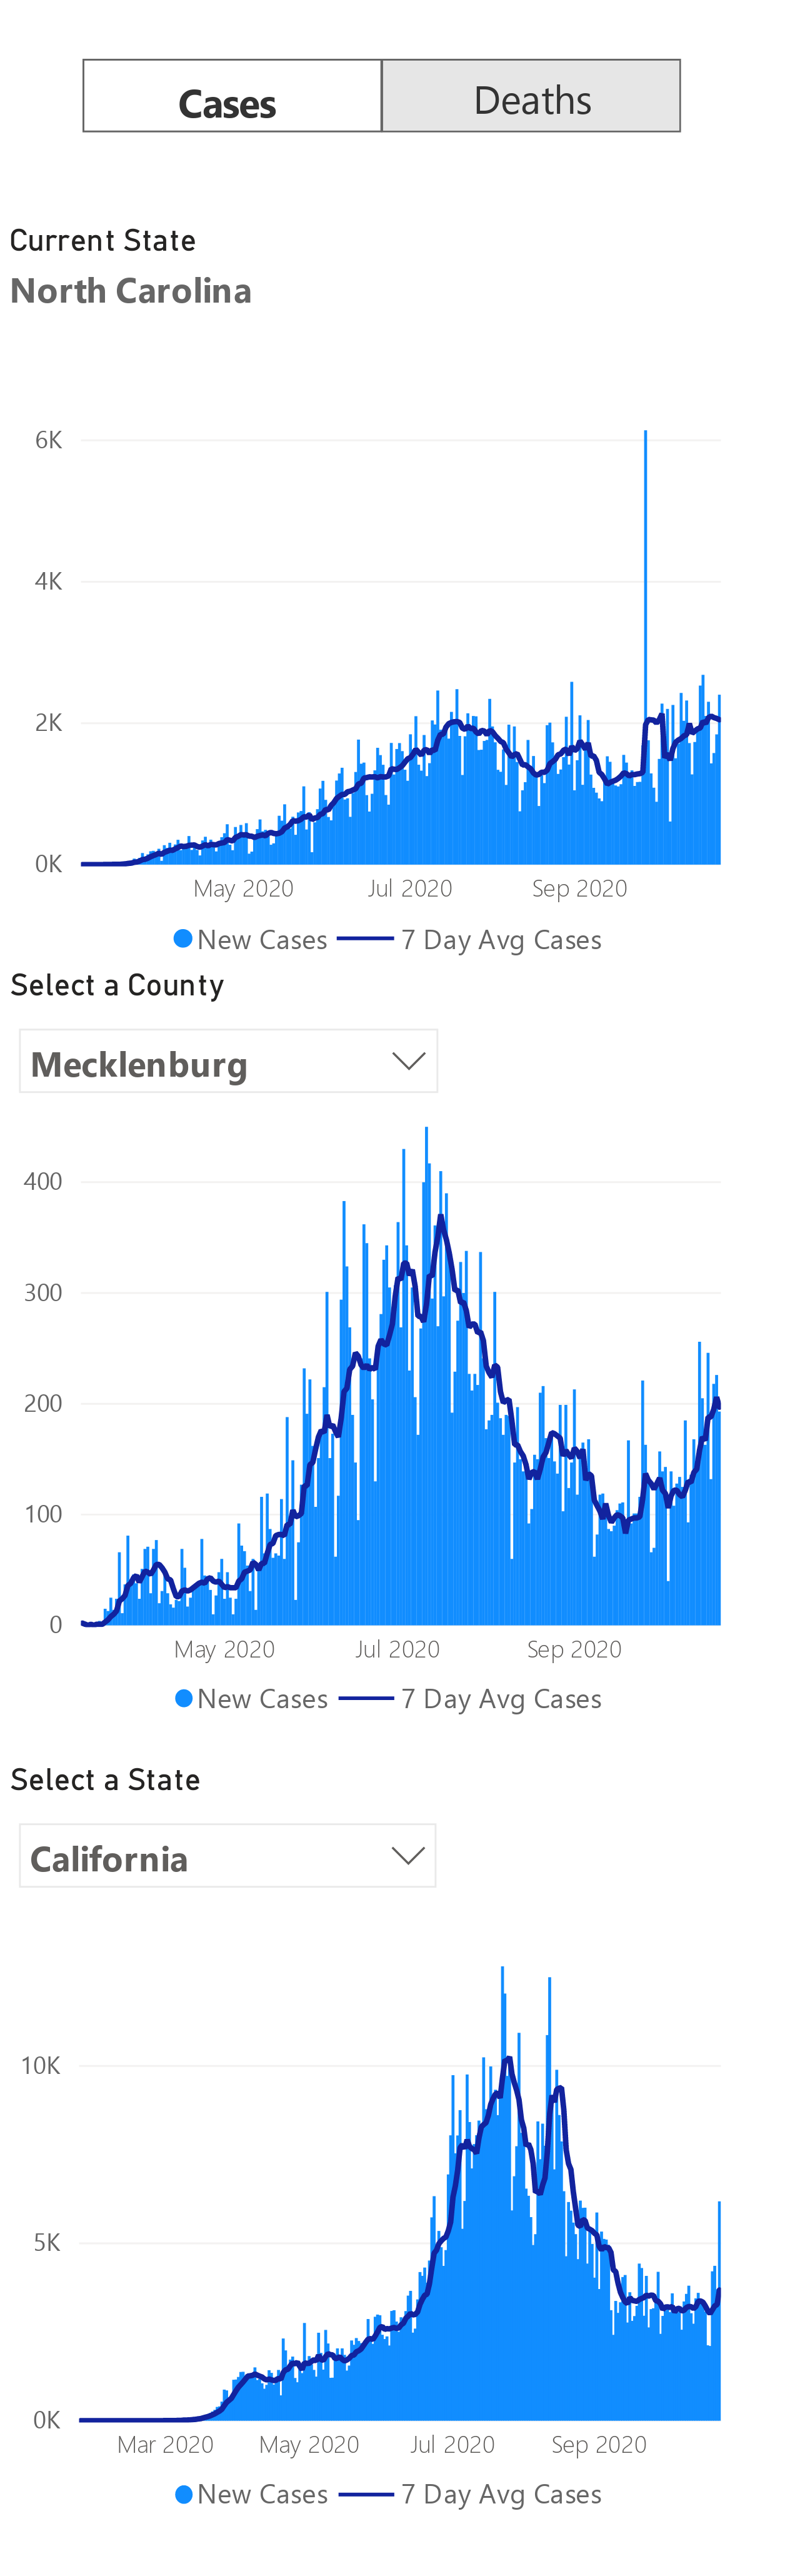 Cases Deaths
Current State
North Carolina
6K
4K
2K
0K
May 2020 Jul 2020 Sep 2020
New Cases 7 Day Avg Cases
Select a County
Mecklenburg
400
300
200
100
0
May 2020 Jul 2020 Sep 2020
New Cases 7 Day Avg Cases
Select a State
California
10K
5K
0K
Mar 2020 May 2020 Jul 2020 Sep 2020
New Cases 7 Day Avg Cases